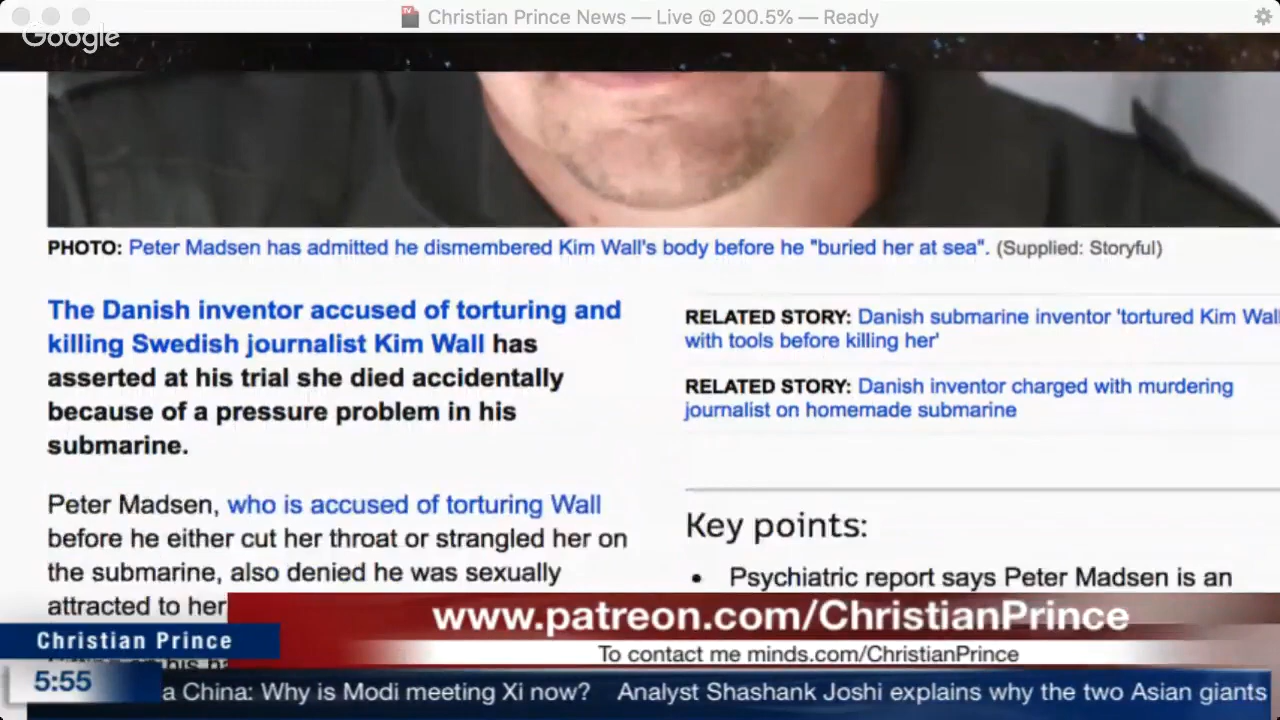 Christian Prince News — Live @ 200.5% — Ready
Google
PHOTO: Peter Madsen has admitted he dismembered Kim Wall's body before he "buried her at sea". (Supplied: Storyful)
The Danish inventor accused of torturing and
killing Swedish journalist Kim Wall has
asserted at his trial she died accidentally
because of a pressure problem in his
submarine.
Peter Madsen, who is accused of torturing Wall
before he either cut her throat or strangled her on
the submarine, also denied he was sexually
attracted to her
RELATED STORY: Danish submarine inventor 'tortured Kim Wall
with tools before killing her'
RELATED STORY: Danish inventor charged with murdering
journalist on homemade submarine
Key points:
• Psychiatric report says Peter Madsen is an
www.patreon.com/ChristianPrince
Christian Prince
To contact me minds.com/ChristianPrince
5:55
a China: Why is Modi meeting Xi now? Analyst Shashank Joshi explains why the two Asian giants